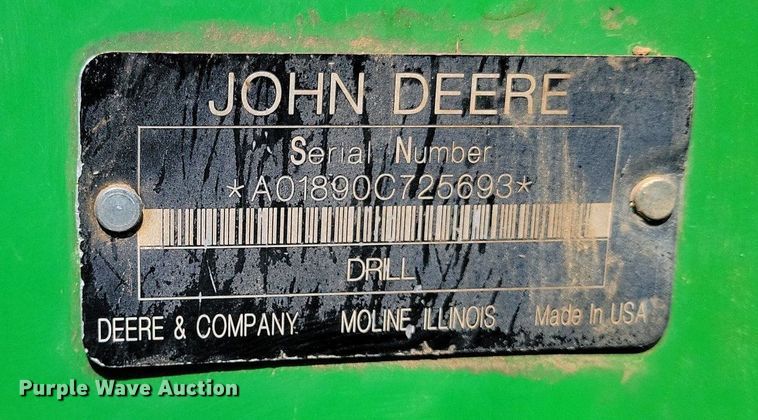 JOHN DEERE
Serial Number
*A01890C725693*
DRILL
DEERE & COMPANY MOLINE, ILLINOIS Made In USA
Purple Wave Auction